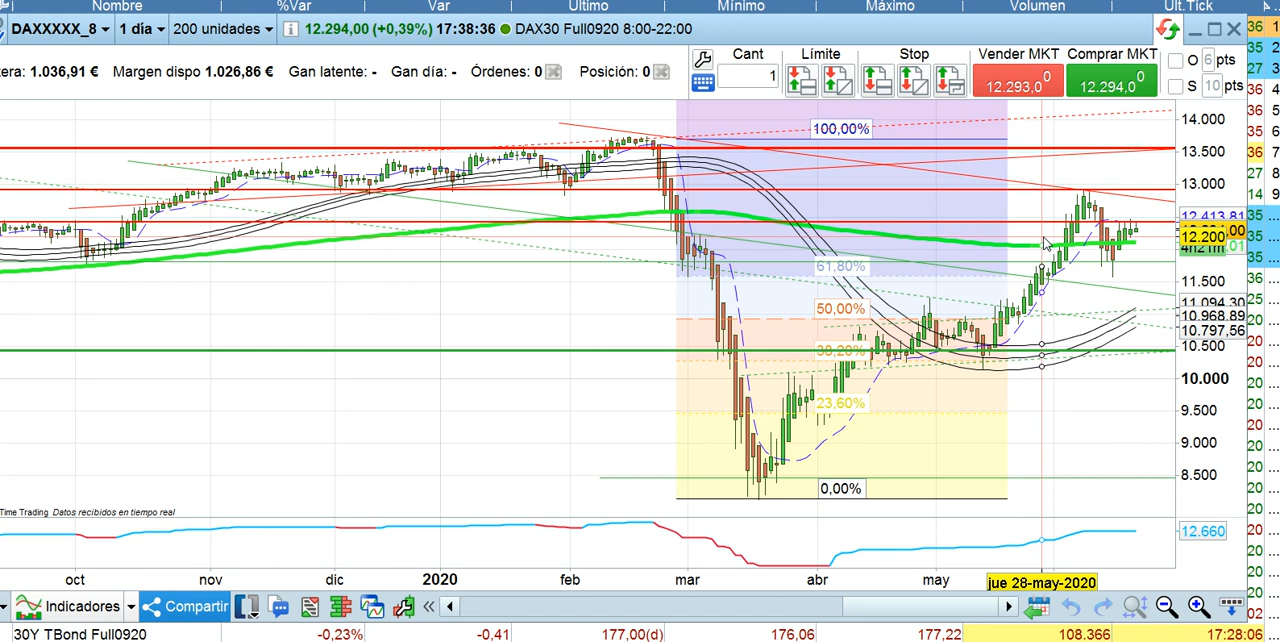 Nombre %Var Var Último Mínimo Máximo Volumen Últ.Tick
DAXXXXX_8 1 día 200 unidades i 12.294,00 (+0,39%) 17:38:36 DAX30 Full0920 8:00-22:00
tera: 1.036,91 € Margen dispo 1.026,86 € Gan latente: - Gan día: - Órdenes: 0 Posición: 0
Cant Límite Stop Vender MKT Comprar MKT
1 12.293,0 0 12.294,0 0
O 6 pts
S 10 pts
14.000
13.500
13.000
12.413,81
12.200
11.500
11.094,30
10.968,89
10.797,56
10.500
10.000
9.500
9.000
8.500
100,00%
61,80%
50,00%
38,20%
23,60%
0,00%
Time Trading Datos recibidos en tiempo real
12.660
oct nov dic 2020 feb mar abr may jue 28-may-2020
Indicadores Compartir
30Y TBond Full0920 -0,23% -0,41 177,00(d) 176,06 177,22 108.366 17:28:06